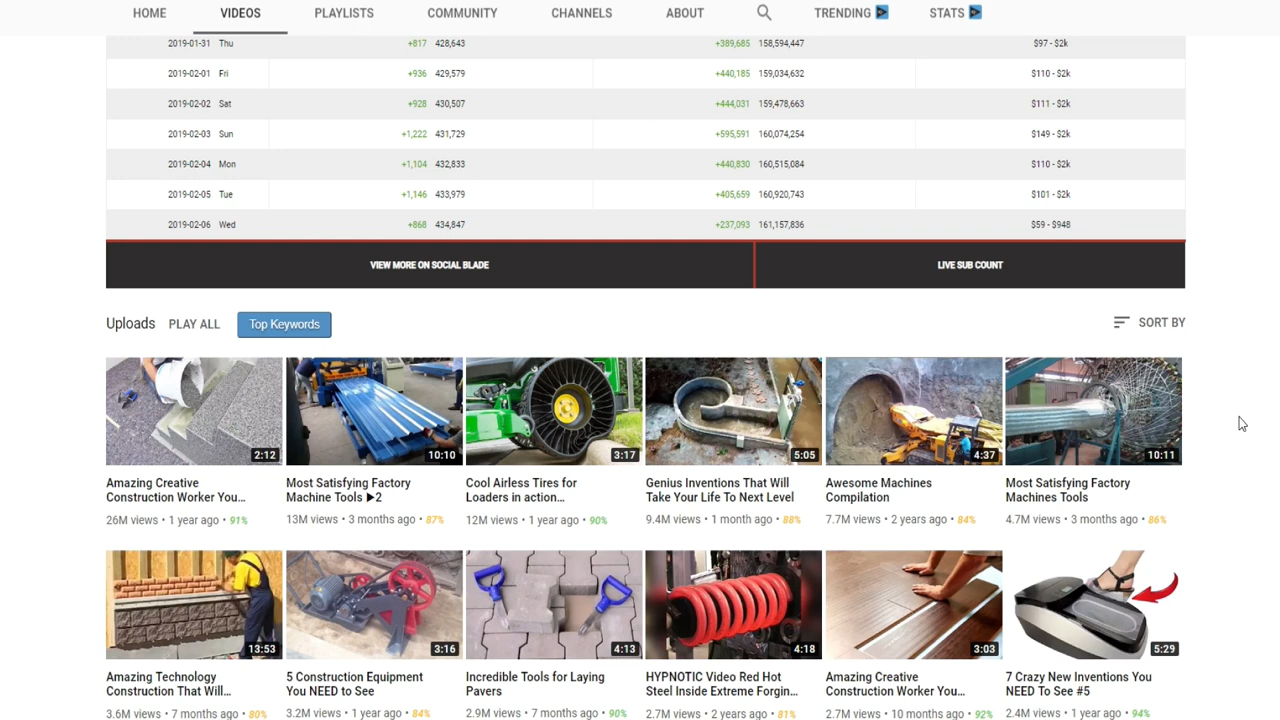 HOME VIDEOS PLAYLISTS COMMUNITY CHANNELS ABOUT TRENDING STATS
2019-01-31 Thu +817 428,643 +389,685 158,594,447 $97 - $2k
2019-02-01 Fri +936 429,579 +440,185 159,034,632 $110 - $2k
2019-02-02 Sat +928 430,507 +444,031 159,478,663 $111 - $2k
2019-02-03 Sun +1,222 431,729 +595,591 160,074,254 $149 - $2k
2019-02-04 Mon +1,104 432,833 +440,830 160,515,084 $110 - $2k
2019-02-05 Tue +1,146 433,979 +405,659 160,920,743 $101 - $2k
2019-02-06 Wed +868 434,847 +237,093 161,157,836 $59 - $948
VIEW MORE ON SOCIAL BLADE LIVE SUB COUNT
Uploads PLAY ALL Top Keywords SORT BY
2:12 10:10 3:17 5:05 4:37 10:11
Amazing Creative
Construction Worker You...
26M views • 1 year ago • 91%
Most Satisfying Factory
Machine Tools ▶2
13M views • 3 months ago • 87%
Cool Airless Tires for
Loaders in action...
12M views • 1 year ago • 90%
Genius Inventions That Will
Take Your Life To Next Level
9.4M views • 1 month ago • 88%
Awesome Machines
Compilation
7.7M views • 2 years ago • 84%
Most Satisfying Factory
Machines Tools
4.7M views • 3 months ago • 86%
13:53 3:16 4:13 4:18 3:03 5:29
Amazing Technology
Construction That Will...
3.6M views • 7 months ago • 80%
5 Construction Equipment
You NEED to See
3.2M views • 1 year ago • 84%
Incredible Tools for Laying
Pavers
2.9M views • 7 months ago • 90%
HYPNOTIC Video Red Hot
Steel Inside Extreme Forgin...
2.7M views • 2 years ago • 81%
Amazing Creative
Construction Worker You...
2.7M views • 10 months ago • 92%
7 Crazy New Inventions You
NEED To See #5
2.4M views • 1 year ago • 94%